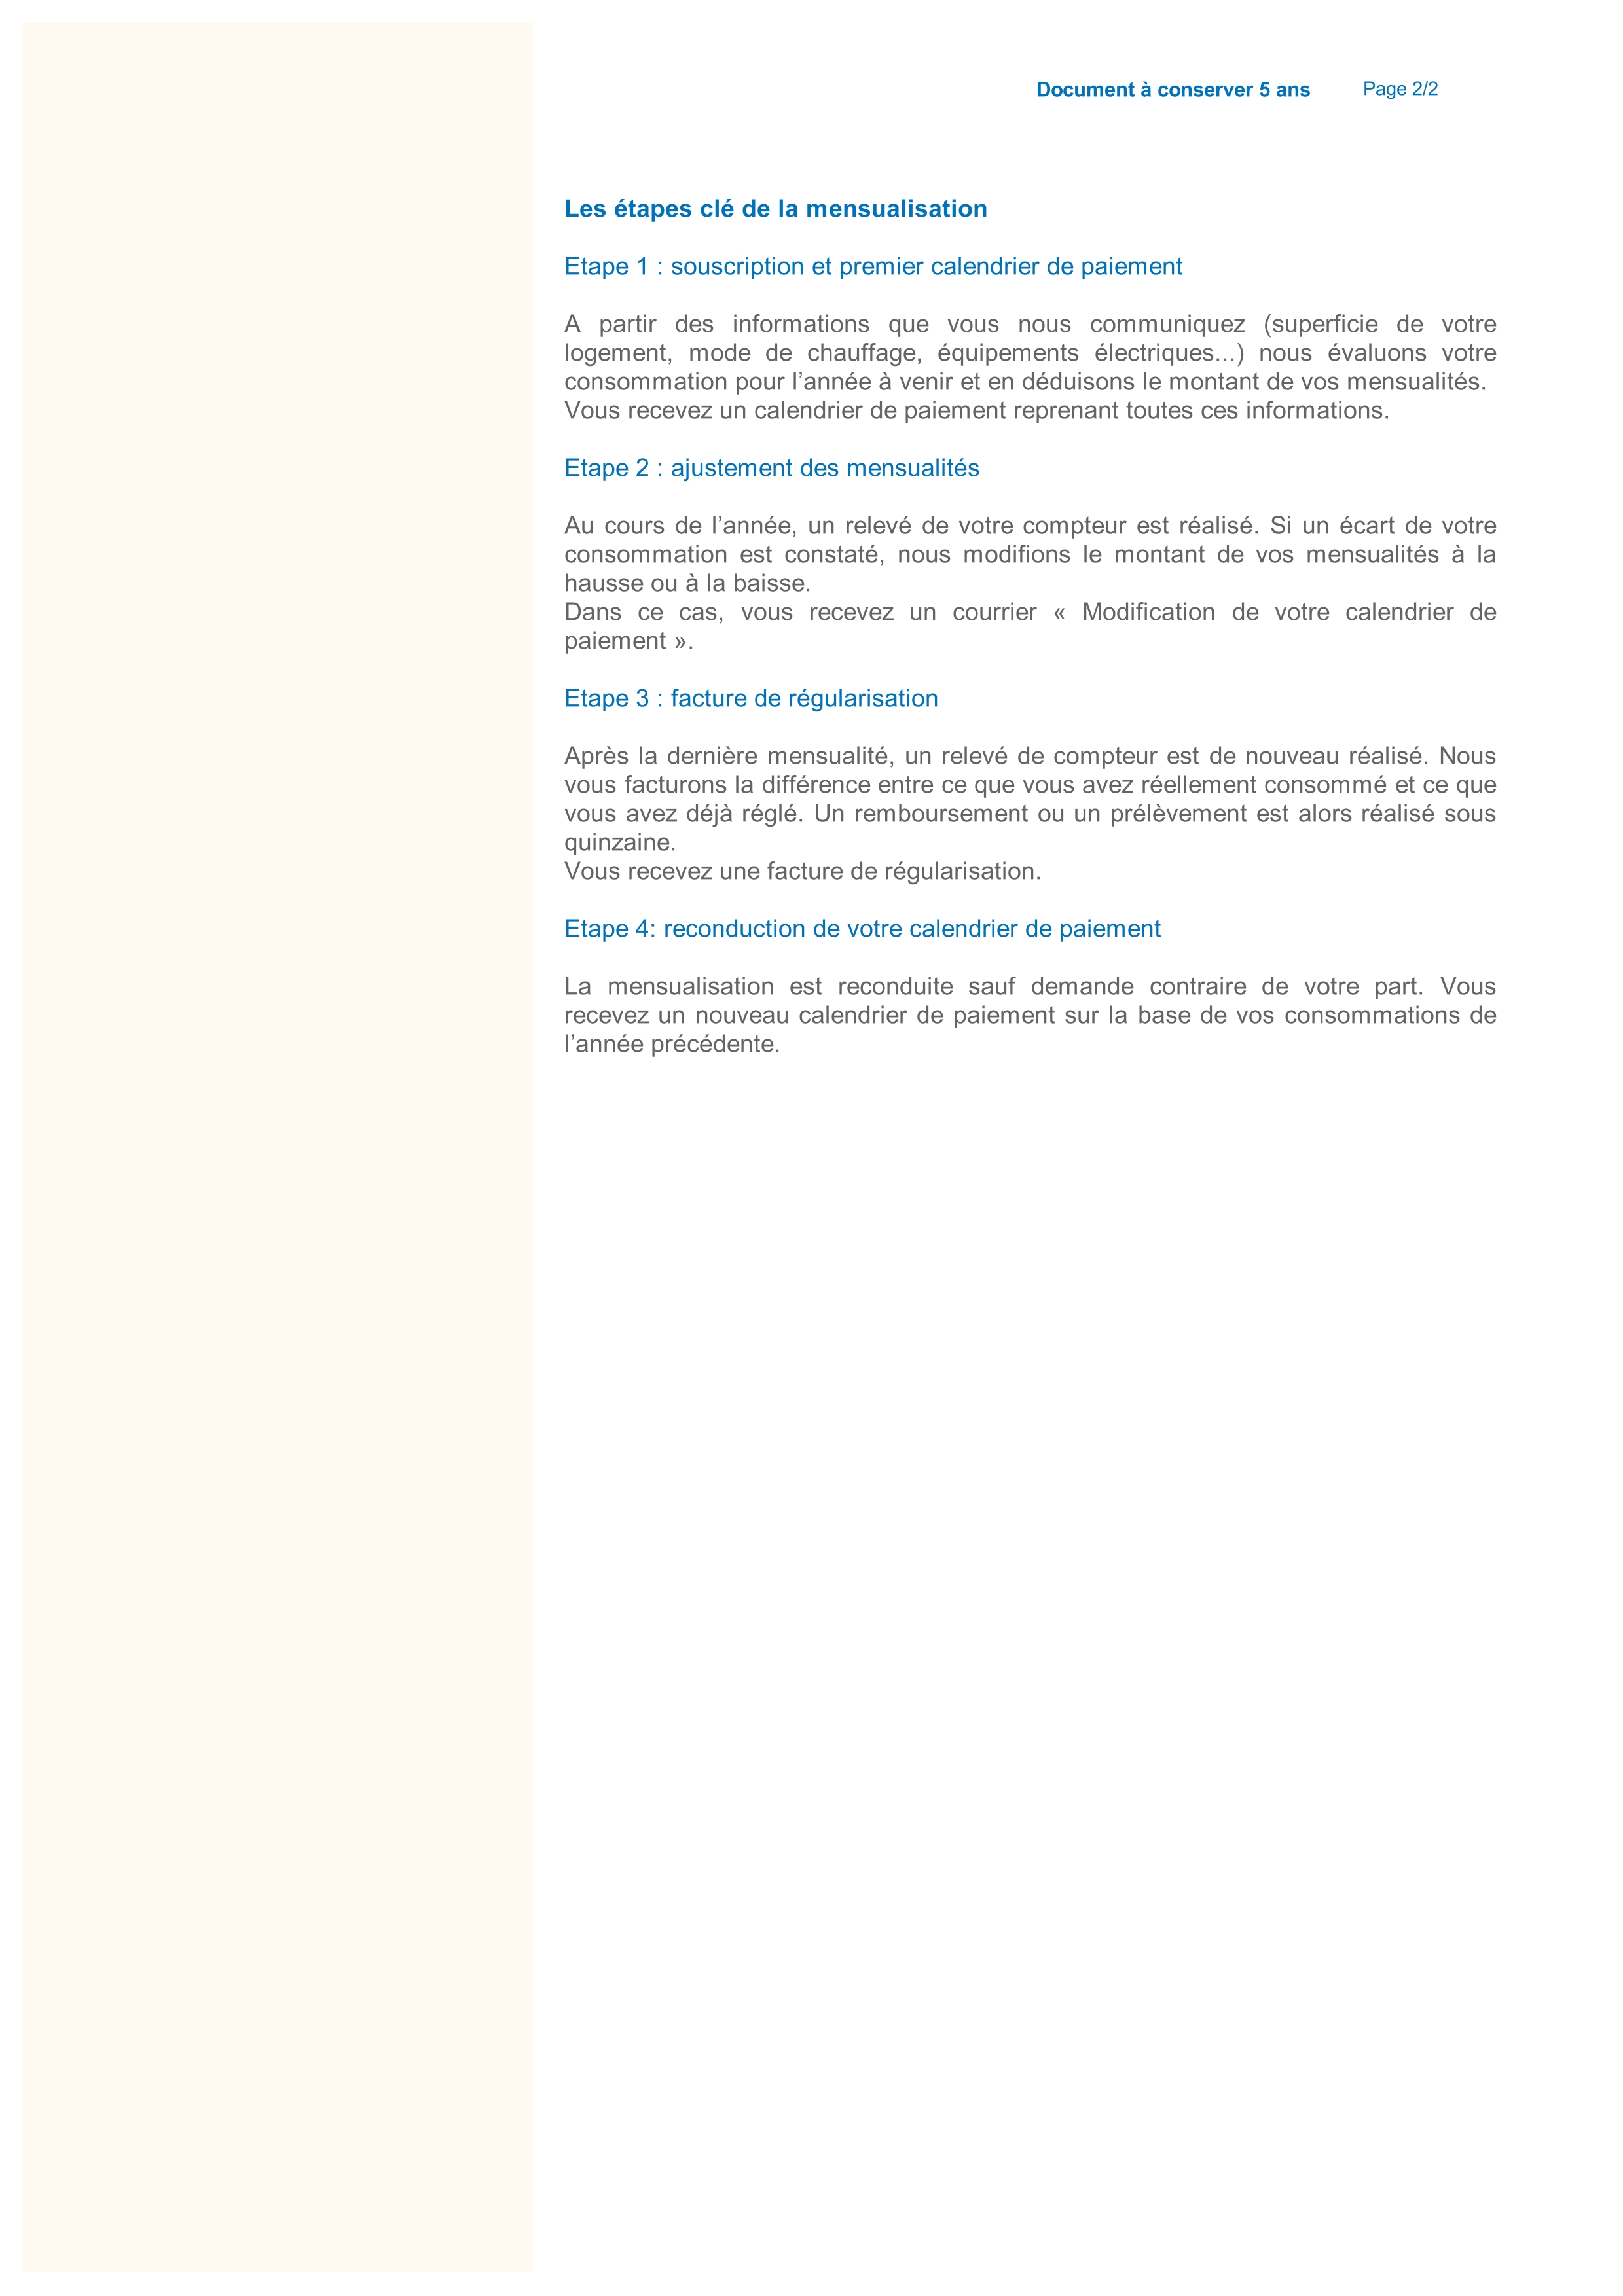 Document à conserver 5 ans Page 2/2
Les étapes clé de la mensualisation
Etape 1 : souscription et premier calendrier de paiement
A partir des informations que vous nous communiquez (superficie de votre
logement, mode de chauffage, équipements électriques...) nous évaluons votre
consommation pour l’année à venir et en déduisons le montant de vos mensualités.
Vous recevez un calendrier de paiement reprenant toutes ces informations.
Etape 2 : ajustement des mensualités
Au cours de l’année, un relevé de votre compteur est réalisé. Si un écart de votre
consommation est constaté, nous modifions le montant de vos mensualités à la
hausse ou à la baisse.
Dans ce cas, vous recevez un courrier « Modification de votre calendrier de
paiement ».
Etape 3 : facture de régularisation
Après la dernière mensualité, un relevé de compteur est de nouveau réalisé. Nous
vous facturons la différence entre ce que vous avez réellement consommé et ce que
vous avez déjà réglé. Un remboursement ou un prélèvement est alors réalisé sous
quinzaine.
Vous recevez une facture de régularisation.
Etape 4: reconduction de votre calendrier de paiement
La mensualisation est reconduite sauf demande contraire de votre part. Vous
recevez un nouveau calendrier de paiement sur la base de vos consommations de
l’année précédente.